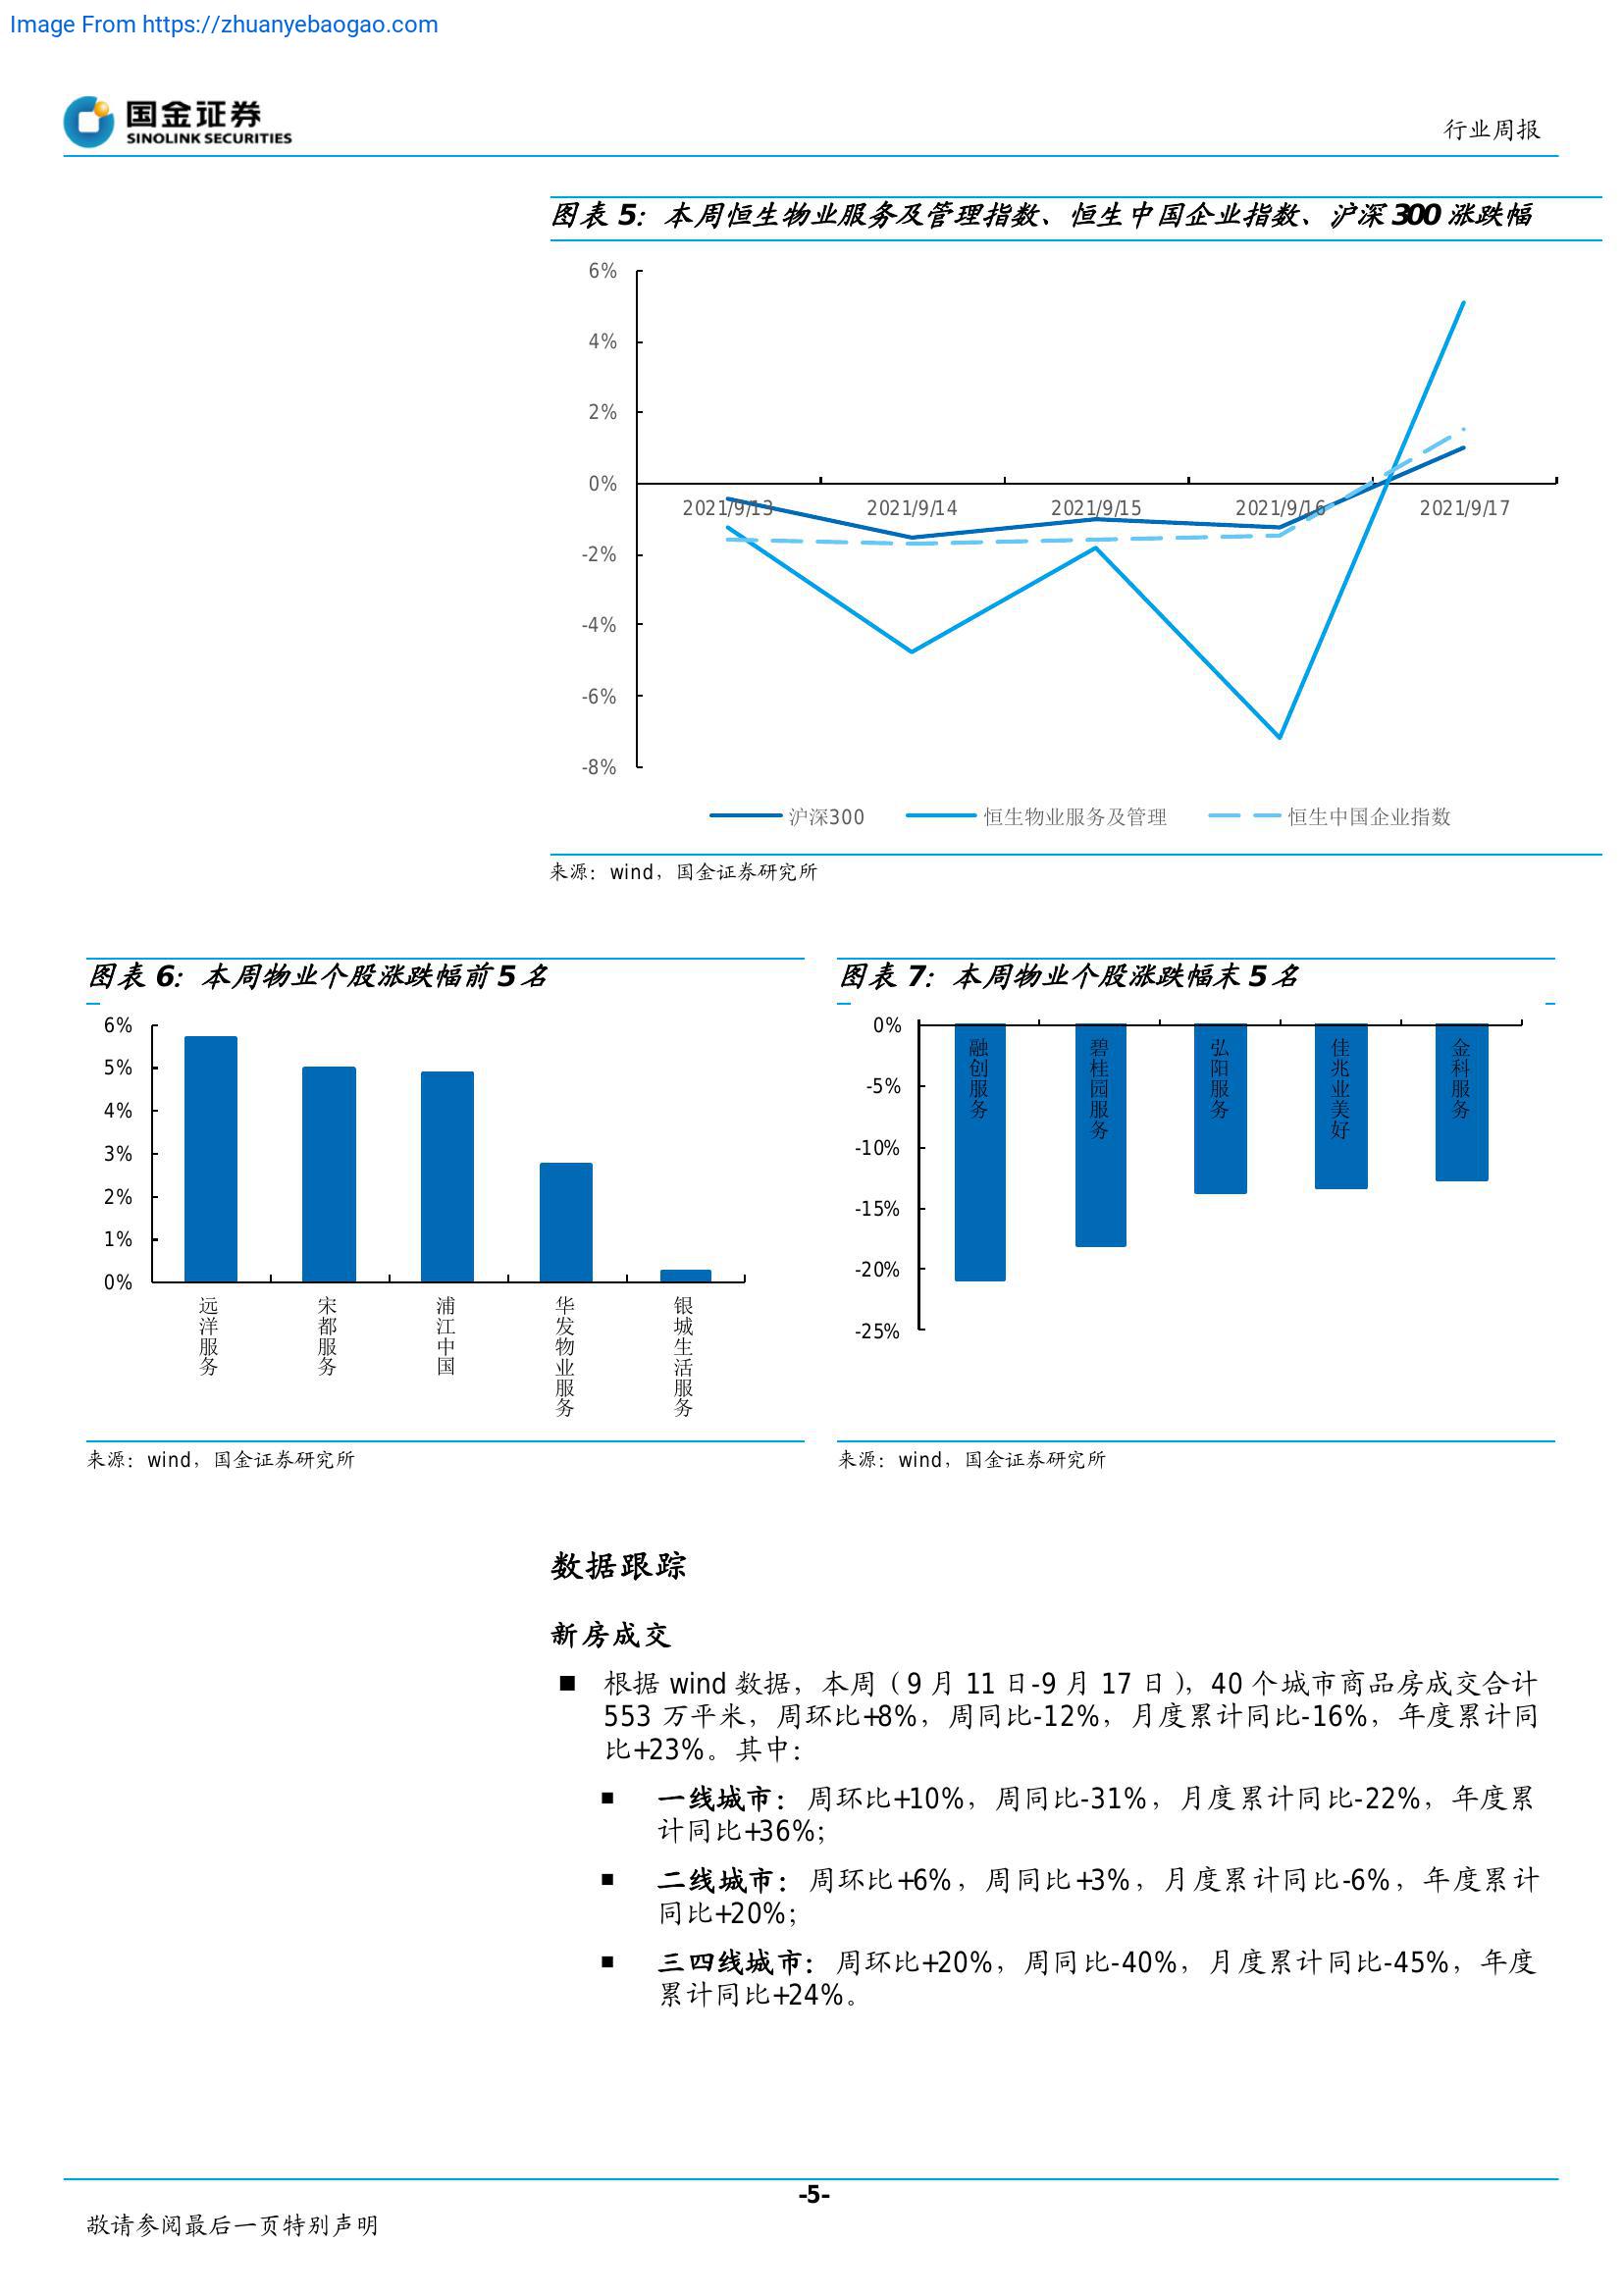 Image From https://zhuanyebaogao.com
国金证券
SINOLINK SECURITIES
行业周报
图表 5：本周恒生物业服务及管理指数、恒生中国企业指数、沪深 300 涨跌幅
6%
4%
2%
0%
-2%
-4%
-6%
-8%
2021/9/13
2021/9/14
2021/9/15
2021/9/16
2021/9/17
沪深300
恒生物业服务及管理
恒生中国企业指数
来源：wind，国金证券研究所
图表 6：本周物业个股涨跌幅前 5 名
6%
5%
4%
3%
2%
1%
0%
远洋服务
宋都服务
浦江中国
华发物业服务
银城生活服务
来源：wind，国金证券研究所
图表 7：本周物业个股涨跌幅末 5 名
0%
-5%
-10%
-15%
-20%
-25%
融创服务
碧桂园服务
弘阳服务
佳兆业美好
金科服务
来源：wind，国金证券研究所
数据跟踪
新房成交
■ 根据 wind 数据，本周（9 月 11 日-9 月 17 日），40 个城市商品房成交合计
553 万平米，周环比+8%，周同比-12%，月度累计同比-16%，年度累计同
比+23%。其中：
■ 一线城市：周环比+10%，周同比-31%，月度累计同比-22%，年度累
计同比+36%；
■ 二线城市：周环比+6%，周同比+3%，月度累计同比-6%，年度累计
同比+20%；
■ 三四线城市：周环比+20%，周同比-40%，月度累计同比-45%，年度
累计同比+24%。
-5-
敬请参阅最后一页特别声明